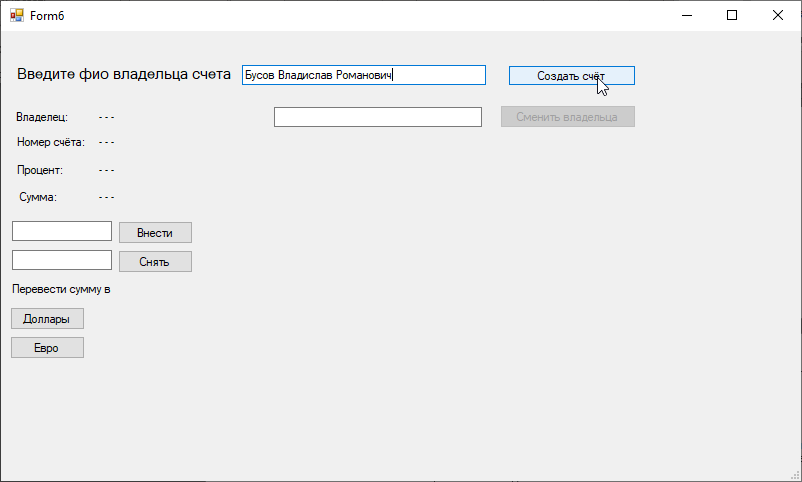 Form6
Введите фио владельца счета Бусов Владислав Романович Создать счёт
Владелец: - - - Сменить владельца
Номер счёта: - - -
Процент: - - -
Сумма: - - -
Внести
Снять
Перевести сумму в
Доллары
Евро